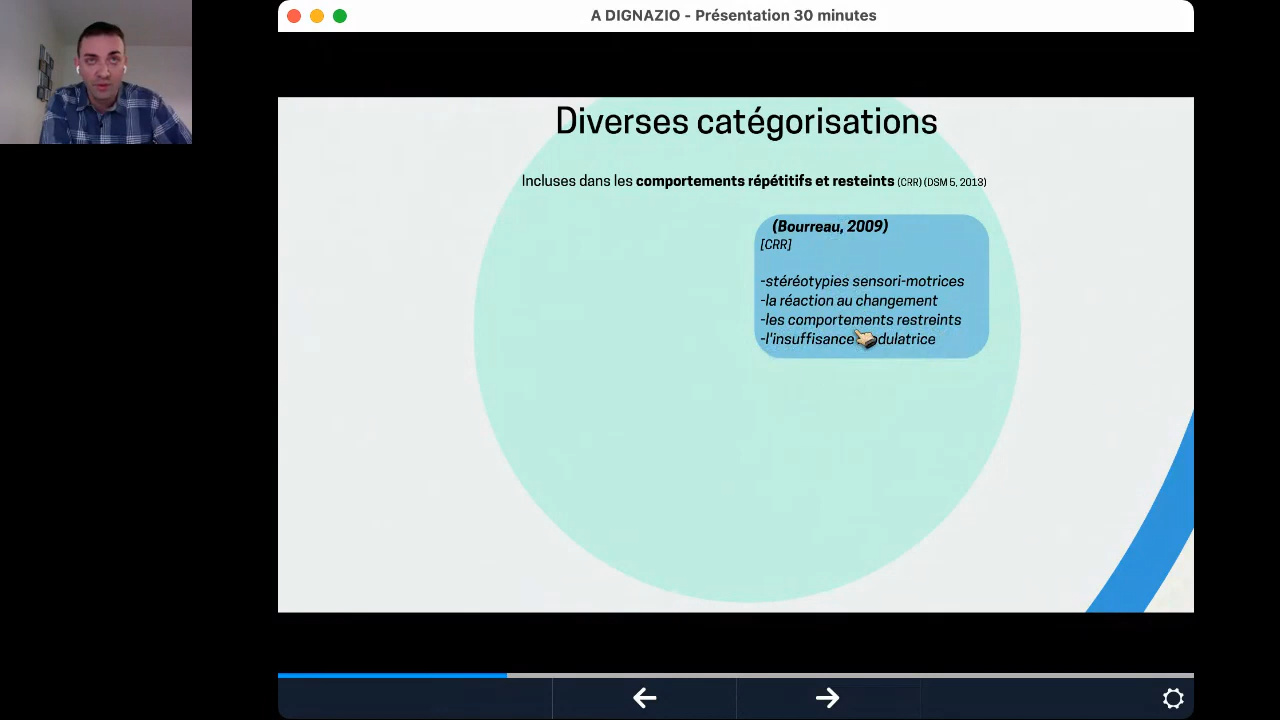 A DIGNAZIO - Présentation 30 minutes
Diverses catégorisations
Incluses dans les comportements répétitifs et resteints (CRR) (DSM 5, 2013)
(Bourreau, 2009)
[CRR]
-stéréotypies sensori-motrices
-la réaction au changement
-les comportements restreints
-l'insuffisance dulatrice